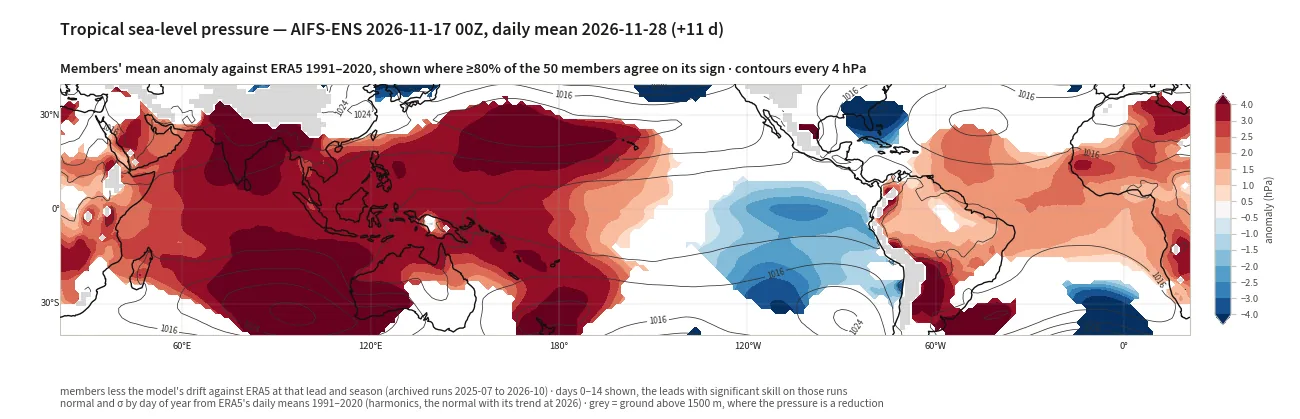 Tropical sea-level pressure — AIFS-ENS 2026-11-17 00Z, daily mean 2026-11-28 (+11 d)
Members' mean anomaly against ERA5 1991–2020, shown where ≥80% of the 50 members agree on its sign · contours every 4 hPa
30°N
0°
30°S
60°E
120°E
180°
120°W
60°W
0°
1016
1024
1024
1016
1016
1016
1016
1016
1016
1016
1016
1024
1016
4.0
3.0
2.5
2.0
1.5
1.0
0.5
−0.5
−1.0
−1.5
−2.0
−2.5
−3.0
−4.0
anomaly (hPa)
members less the model's drift against ERA5 at that lead and season (archived runs 2025-07 to 2026-10) · days 0–14 shown, the leads with significant skill on those runs
normal and σ by day of year from ERA5's daily means 1991–2020 (harmonics, the normal with its trend at 2026) · grey = ground above 1500 m, where the pressure is a reduction